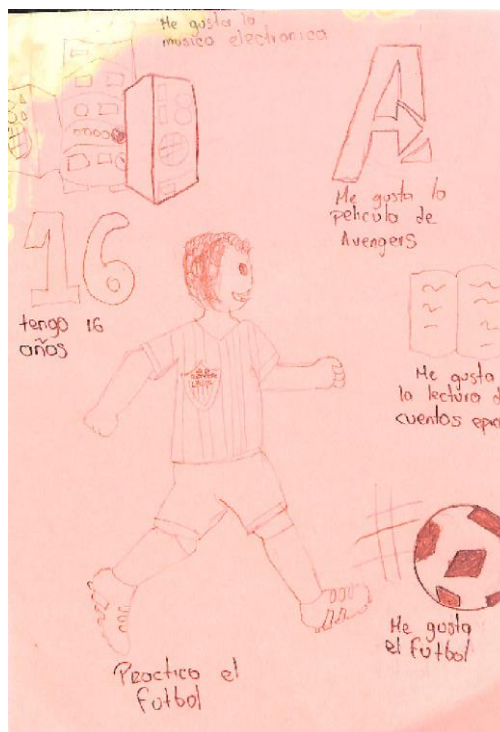 Me gusta la
musica electronica
A
Me gusta la
pelicula de
Avengers
16
tengo 16
años
Me gusta
la lectura d
cuentos
Me gusta
el futbol
Practico el
futbol